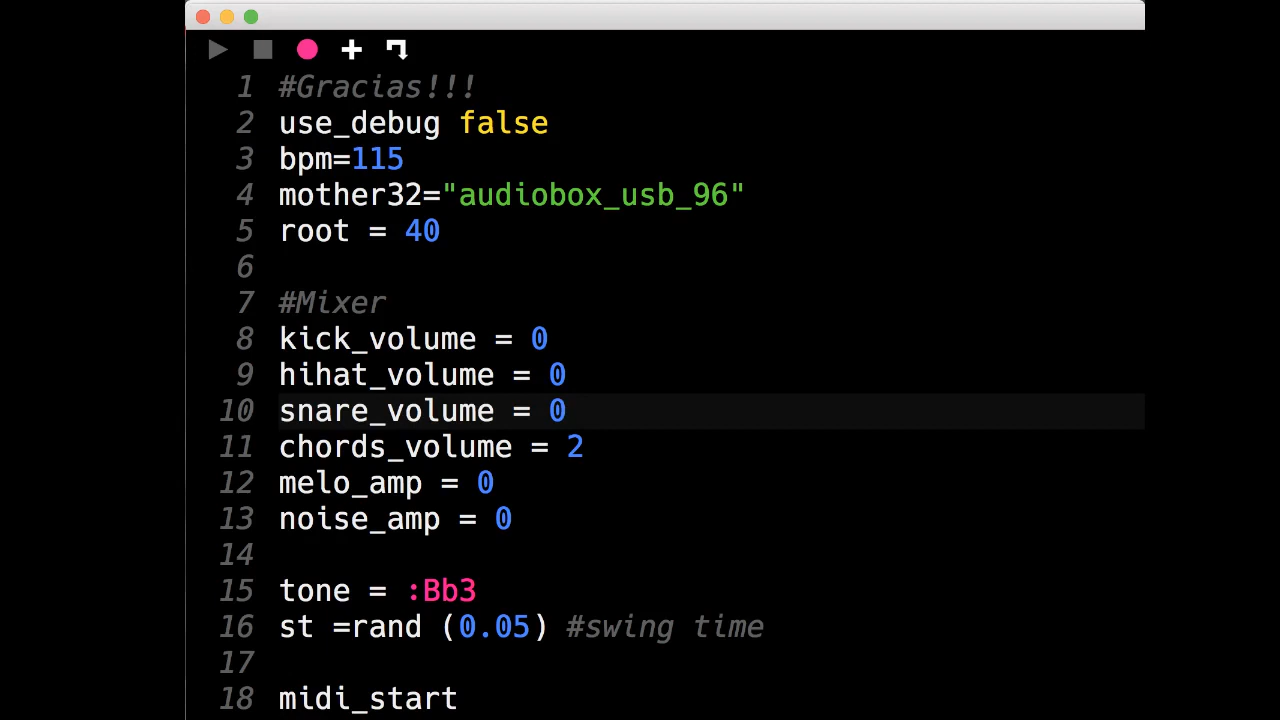 1 #Gracias!!!
2 use_debug false
3 bpm=115
4 mother32="audiobox_usb_96"
5 root = 40
6
7 #Mixer
8 kick_volume = 0
9 hihat_volume = 0
10 snare_volume = 0
11 chords_volume = 2
12 melo_amp = 0
13 noise_amp = 0
14
15 tone = :Bb3
16 st =rand (0.05) #swing time
17
18 midi_start